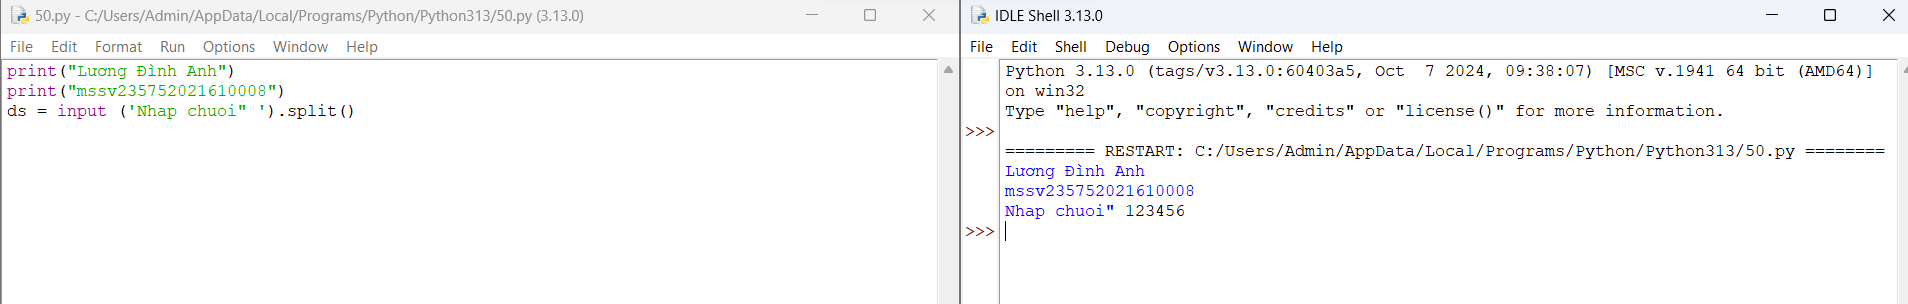 50.py - C:/Users/Admin/AppData/Local/Programs/Python/Python313/50.py (3.13.0)
File Edit Format Run Options Window Help
print("Lương Đình Anh")
print("mssv235752021610008")
ds = input ('Nhap chuoi" ').split()
IDLE Shell 3.13.0
File Edit Shell Debug Options Window Help
Python 3.13.0 (tags/v3.13.0:60403a5, Oct  7 2024, 09:38:07) [MSC v.1941 64 bit (AMD64)]
on win32
Type "help", "copyright", "credits" or "license()" for more information.
>>>
========= RESTART: C:/Users/Admin/AppData/Local/Programs/Python/Python313/50.py ========
Lương Đình Anh
mssv235752021610008
Nhap chuoi" 123456
>>>